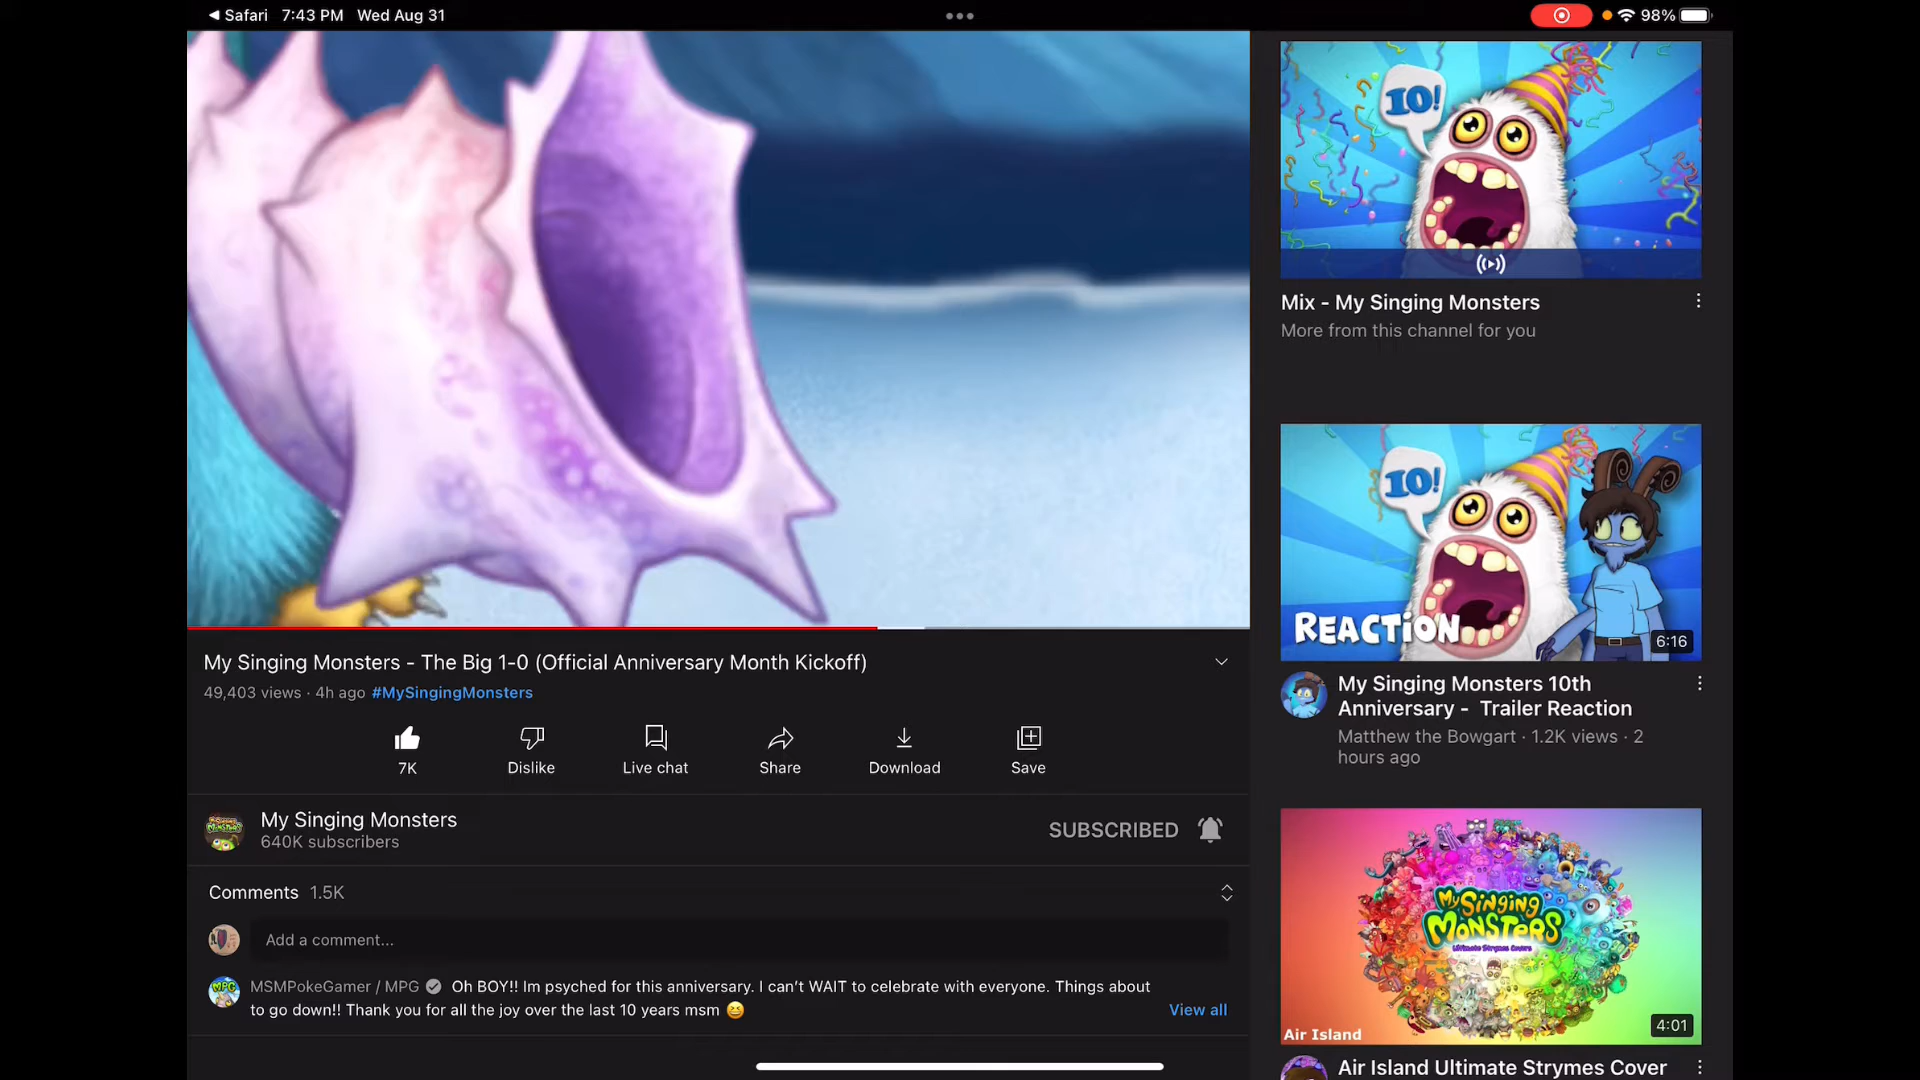 Safari 7:43 PM Wed Aug 31
98%
10!
Mix - My Singing Monsters
More from this channel for you
10!
REACTION
6:16
My Singing Monsters 10th
Anniversary - Trailer Reaction
Matthew the Bowgart · 1.2K views · 2
hours ago
My Singing
Monsters
Ultimate Strymes Covers
Air Island
4:01
Air Island Ultimate Strymes Cover
My Singing Monsters - The Big 1-0 (Official Anniversary Month Kickoff)
49,403 views · 4h ago #MySingingMonsters
7K
Dislike
Live chat
Share
Download
Save
My Singing Monsters
640K subscribers
SUBSCRIBED
Comments 1.5K
Add a comment...
MPG
MSMPokeGamer / MPG Oh BOY!! Im psyched for this anniversary. I can't WAIT to celebrate with everyone. Things about
to go down!! Thank you for all the joy over the last 10 years msm 😆
View all